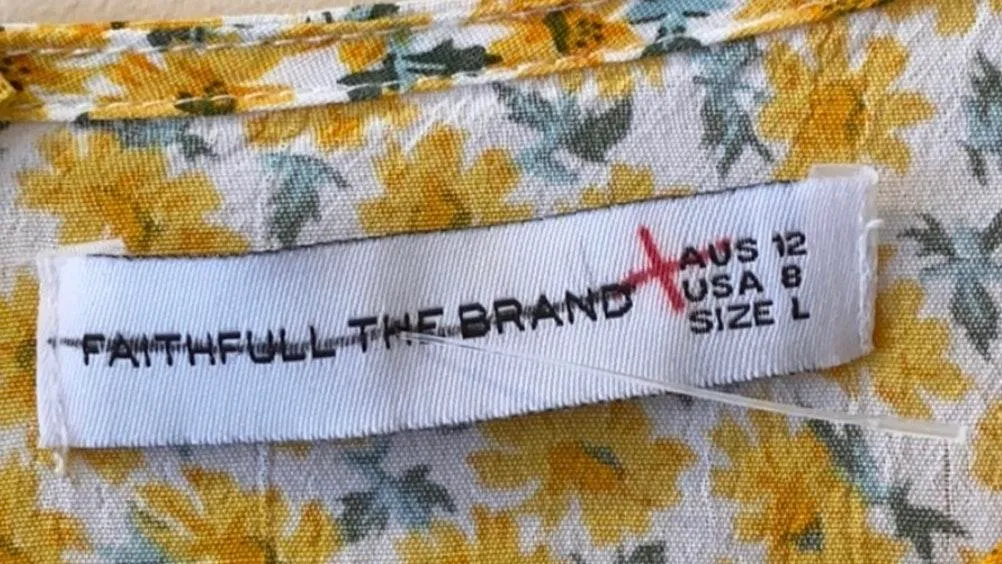 FAITHFULL THE BRAND
AUS 12
USA 8
SIZE L